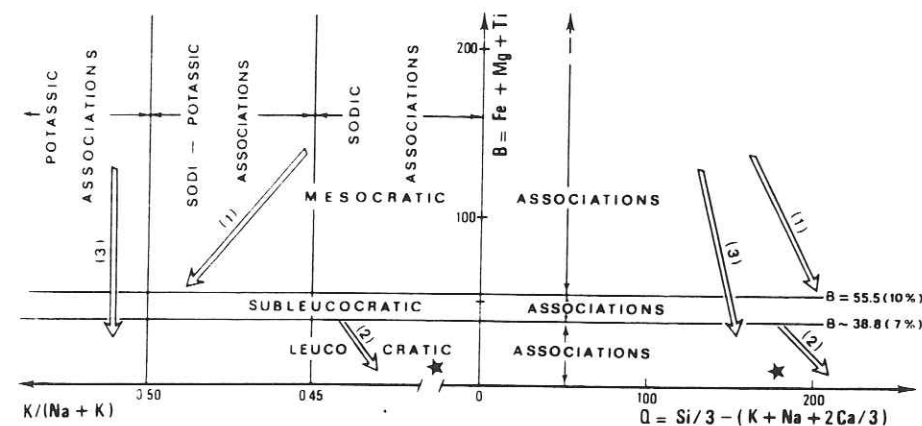 POTASSIC
ASSOCIATIONS
SODI – POTASSIC
ASSOCIATIONS
SODIC
ASSOCIATIONS
B = Fe + Mg + Ti
200
(1)
(3)
MESOCRATIC
ASSOCIATIONS
100
(3)
(1)
SUBLEUCOCRATIC
ASSOCIATIONS
B = 55.5 (10%)
B ~ 38.8 (7%)
(2)
LEUCOCRATIC
ASSOCIATIONS
(2)
0.50
0.45
0
100
200
K/(Na + K)
Q = Si/3 – (K + Na + 2Ca/3)